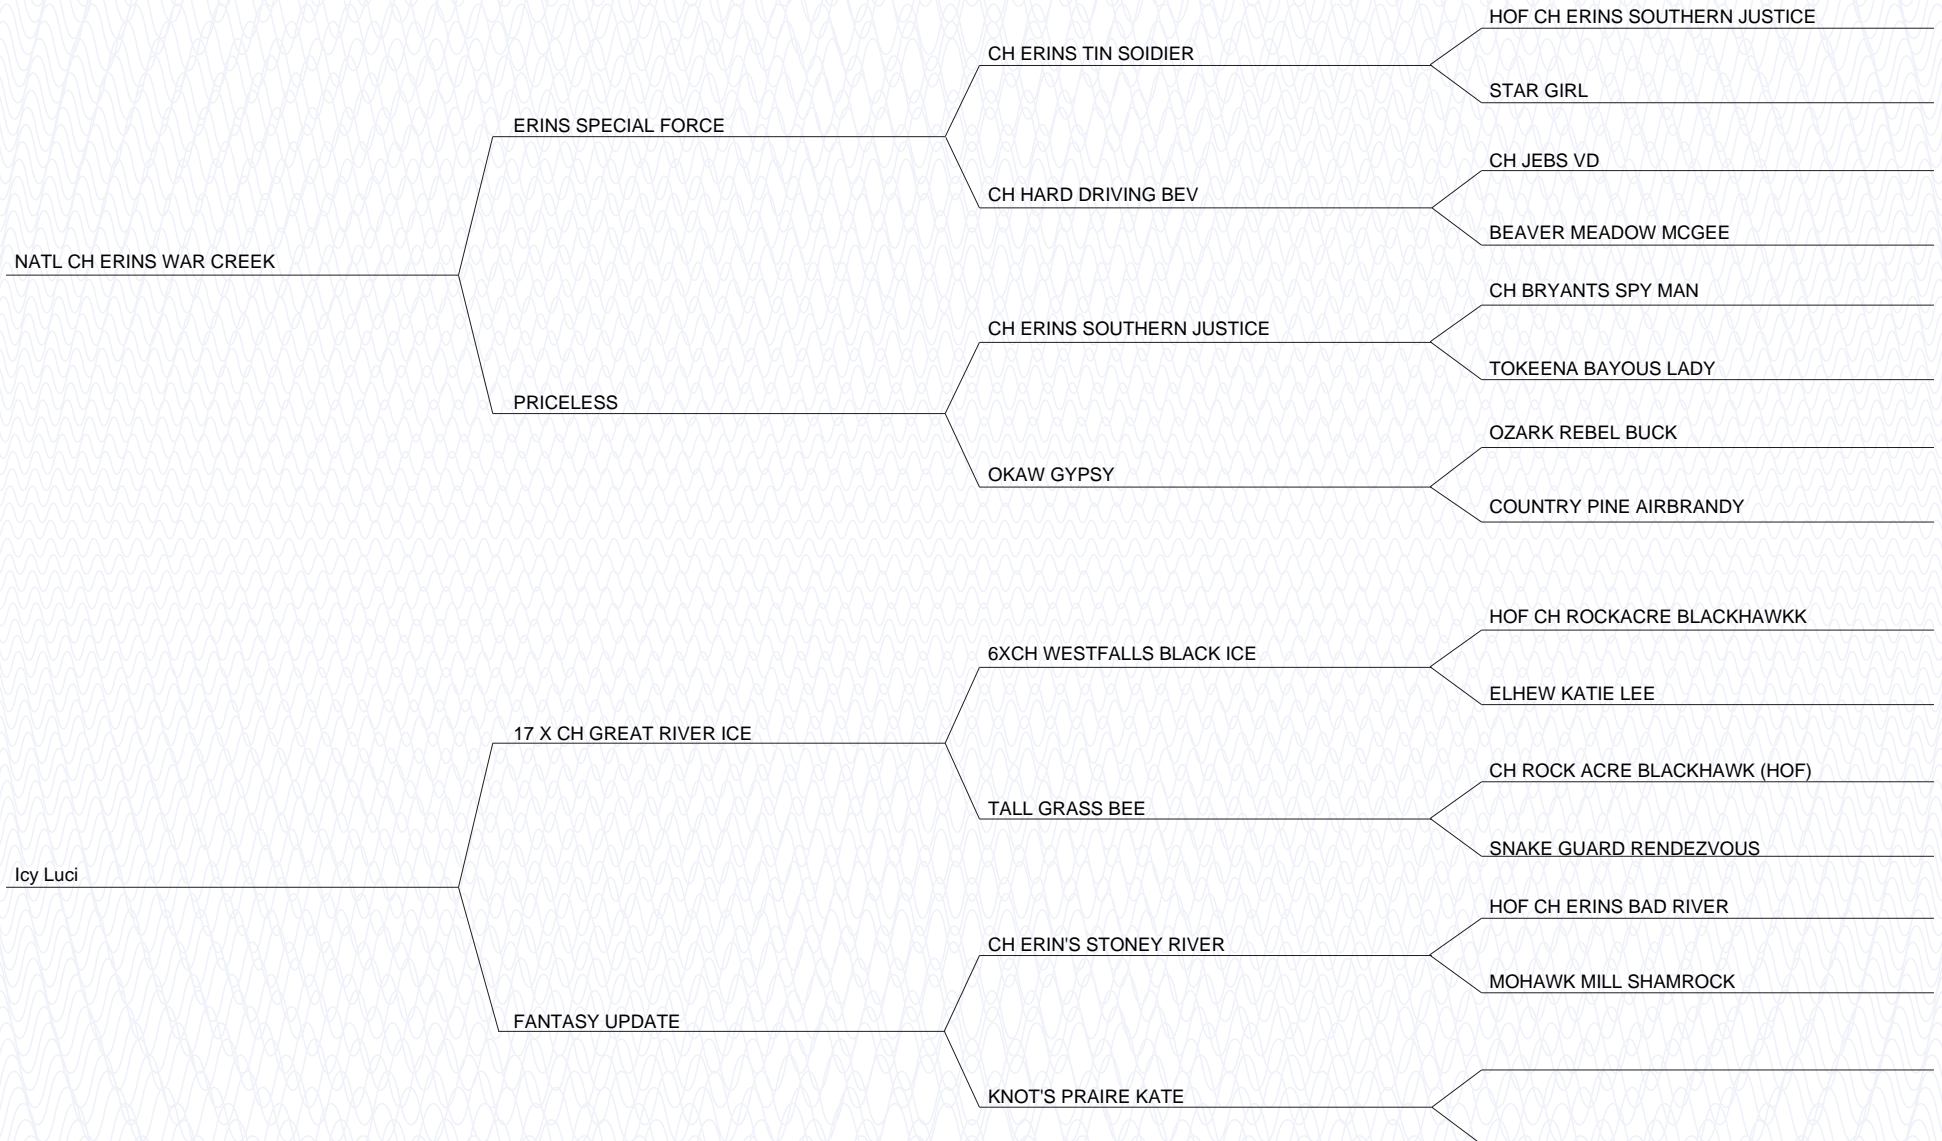 HOF CH ERINS SOUTHERN JUSTICE
CH ERINS TIN SOIDIER
STAR GIRL
ERINS SPECIAL FORCE
CH JEBS VD
CH HARD DRIVING BEV
BEAVER MEADOW MCGEE
NATL CH ERINS WAR CREEK
CH BRYANTS SPY MAN
CH ERINS SOUTHERN JUSTICE
TOKEENA BAYOUS LADY
PRICELESS
OZARK REBEL BUCK
OKAW GYPSY
COUNTRY PINE AIRBRANDY
HOF CH ROCKACRE BLACKHAWKK
6XCH WESTFALLS BLACK ICE
ELHEW KATIE LEE
17 X CH GREAT RIVER ICE
CH ROCK ACRE BLACKHAWK (HOF)
TALL GRASS BEE
SNAKE GUARD RENDEZVOUS
Icy Luci
HOF CH ERINS BAD RIVER
CH ERIN'S STONEY RIVER
MOHAWK MILL SHAMROCK
FANTASY UPDATE
KNOT'S PRAIRE KATE